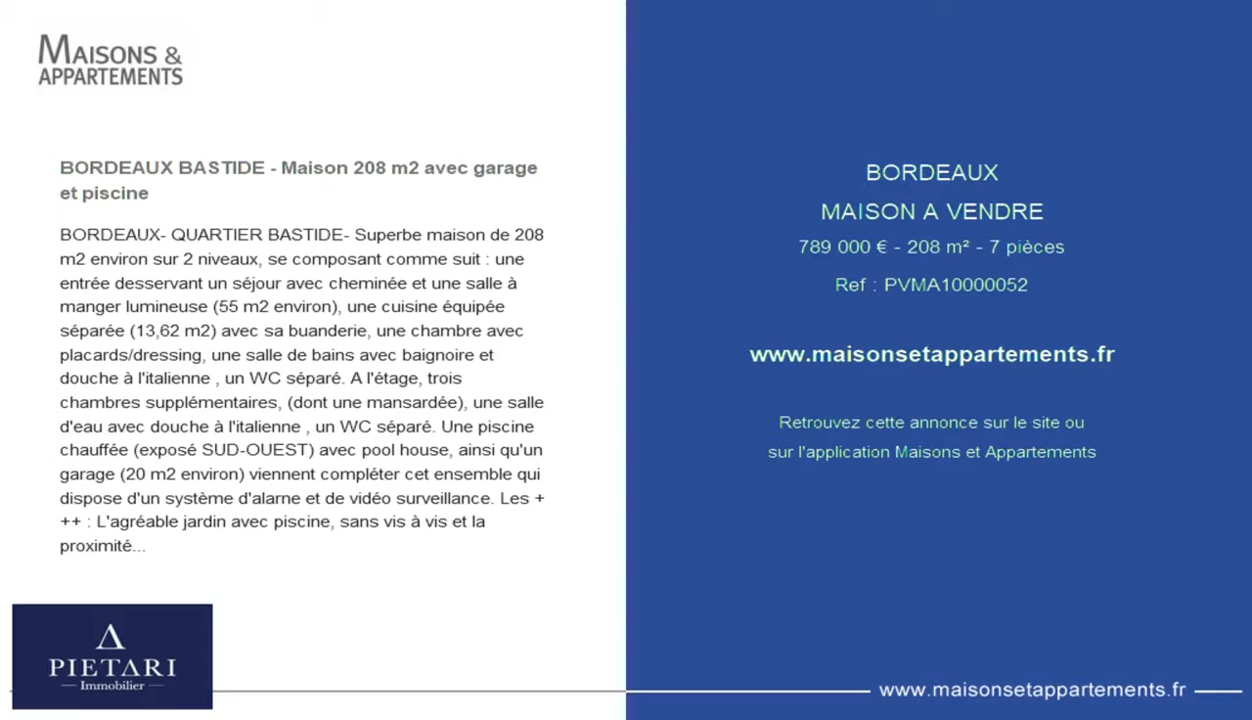 MAISONS &
APPARTEMENTS
BORDEAUX BASTIDE - Maison 208 m2 avec garage
et piscine
BORDEAUX- QUARTIER BASTIDE- Superbe maison de 208
m2 environ sur 2 niveaux, se composant comme suit : une
entrée desservant un séjour avec cheminée et une salle à
manger lumineuse (55 m2 environ), une cuisine équipée
séparée (13,62 m2) avec sa buanderie, une chambre avec
placards/dressing, une salle de bains avec baignoire et
douche à l'italienne , un WC séparé. A l'étage, trois
chambres supplémentaires, (dont une mansardée), une salle
d'eau avec douche à l'italienne , un WC séparé. Une piscine
chauffée (exposé SUD-OUEST) avec pool house, ainsi qu'un
garage (20 m2 environ) viennent compléter cet ensemble qui
dispose d'un système d'alarne et de vidéo surveillance. Les +
++ : L'agréable jardin avec piscine, sans vis à vis et la
proximité...
PIETARI
Immobilier
BORDEAUX
MAISON A VENDRE
789 000 € - 208 m² - 7 pièces
Ref : PVMA10000052
www.maisonsetappartements.fr
Retrouvez cette annonce sur le site ou
sur l'application Maisons et Appartements
www.maisonsetappartements.fr